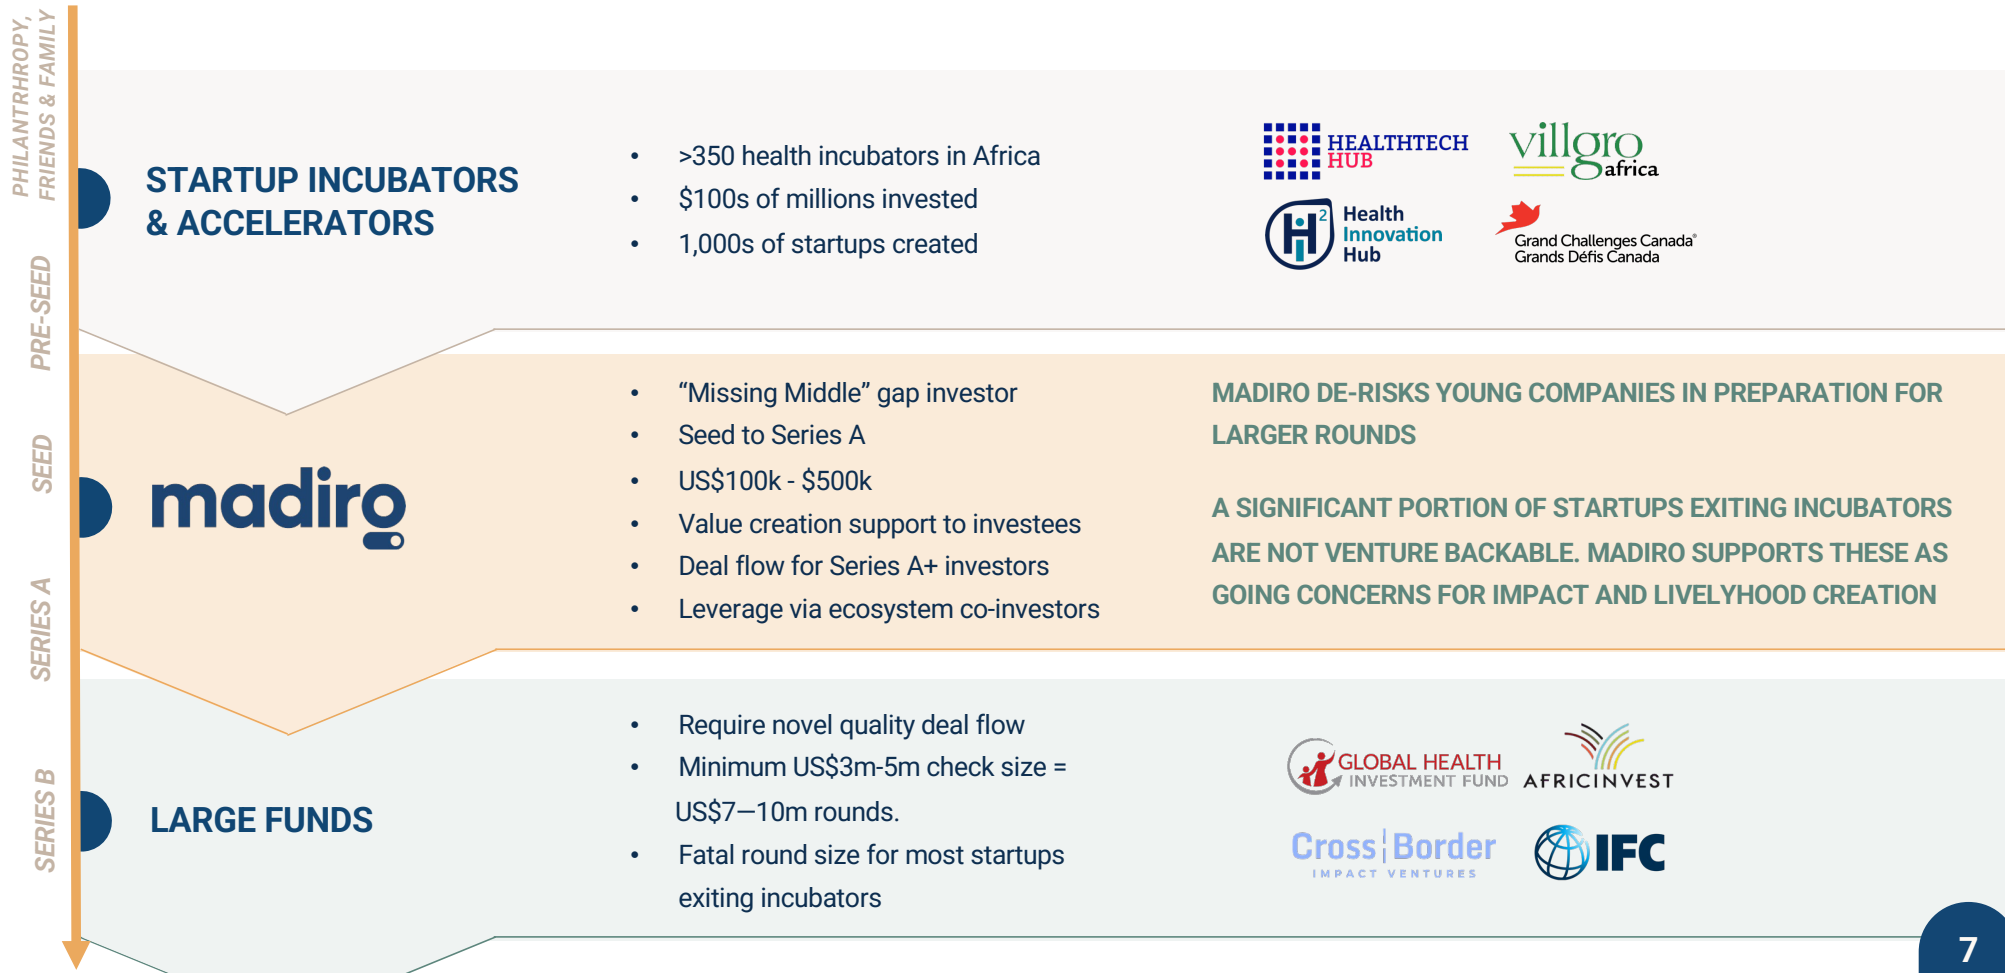 PHILANTRHROPY,
FRIENDS & FAMILY
PRE-SEED
SEED
SERIES A
SERIES B
STARTUP INCUBATORS
& ACCELERATORS
• >350 health incubators in Africa
• $100s of millions invested
• 1,000s of startups created
HEALTHTECH
HUB
villgro
africa
Hi2
Health
Innovation
Hub
Grand Challenges Canada®
Grands Défis Canada
madiro
• “Missing Middle” gap investor
• Seed to Series A
• US$100k - $500k
• Value creation support to investees
• Deal flow for Series A+ investors
• Leverage via ecosystem co-investors
MADIRO DE-RISKS YOUNG COMPANIES IN PREPARATION FOR
LARGER ROUNDS
A SIGNIFICANT PORTION OF STARTUPS EXITING INCUBATORS
ARE NOT VENTURE BACKABLE. MADIRO SUPPORTS THESE AS
GOING CONCERNS FOR IMPACT AND LIVELYHOOD CREATION
LARGE FUNDS
• Require novel quality deal flow
• Minimum US$3m-5m check size =
US$7—10m rounds.
• Fatal round size for most startups
exiting incubators
GLOBAL HEALTH
INVESTMENT FUND
AFRICINVEST
Cross Border
IMPACT VENTURES
IFC
7